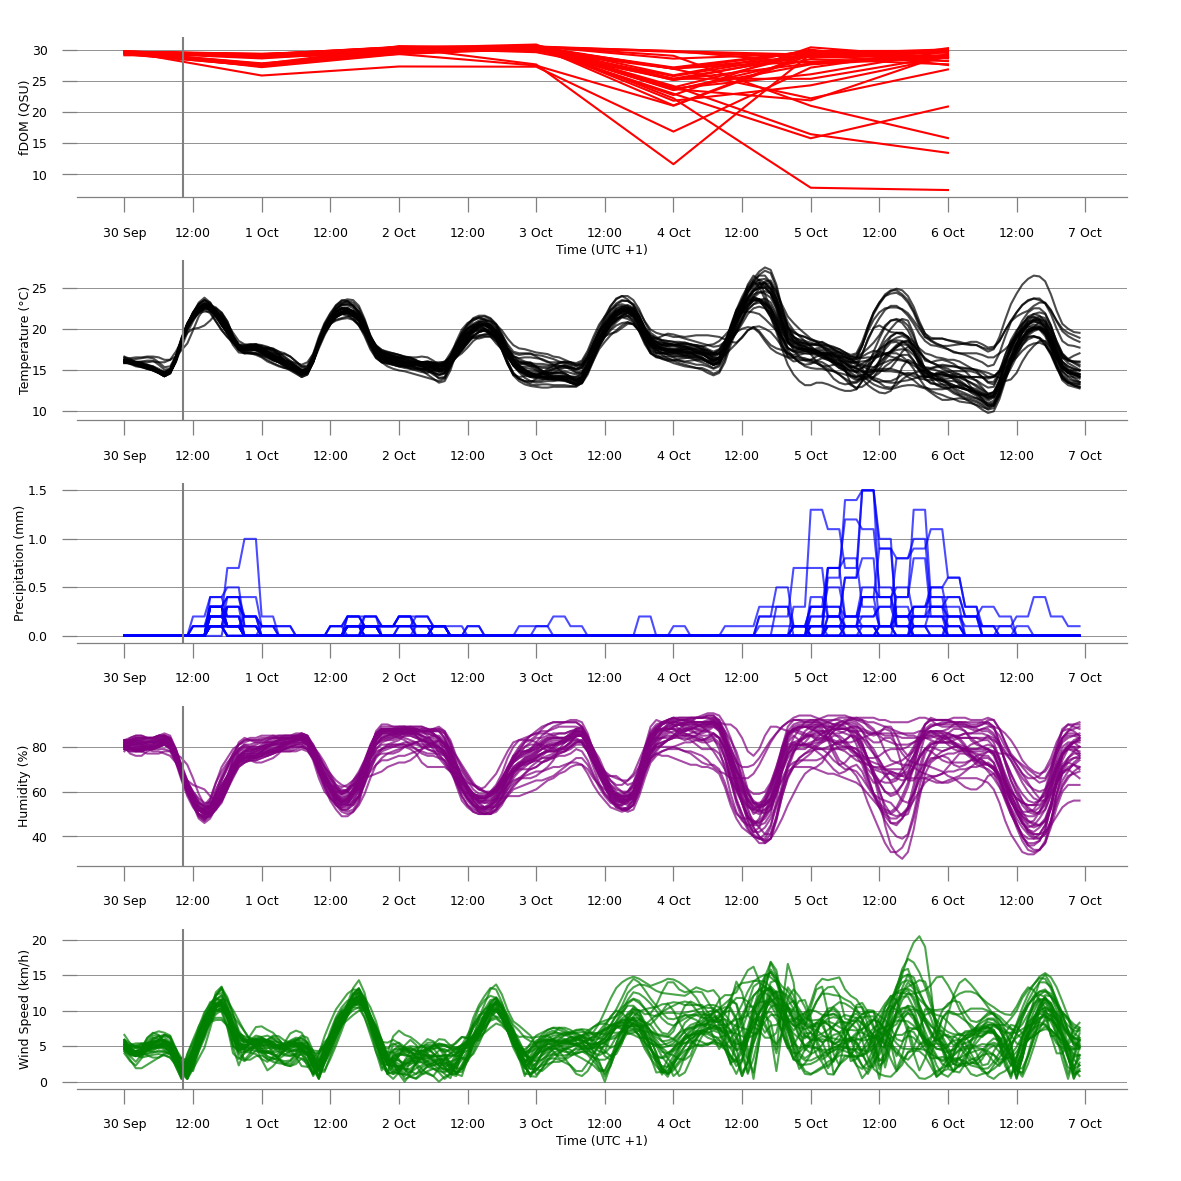 30
25
20
15
10
fDOM (QSU)
30 Sep 12:00 1 Oct 12:00 2 Oct 12:00 3 Oct 12:00 4 Oct 12:00 5 Oct 12:00 6 Oct 12:00 7 Oct
Time (UTC +1)
25
20
15
10
Temperature (°C)
30 Sep 12:00 1 Oct 12:00 2 Oct 12:00 3 Oct 12:00 4 Oct 12:00 5 Oct 12:00 6 Oct 12:00 7 Oct
1.5
1.0
0.5
0.0
Precipitation (mm)
30 Sep 12:00 1 Oct 12:00 2 Oct 12:00 3 Oct 12:00 4 Oct 12:00 5 Oct 12:00 6 Oct 12:00 7 Oct
80
60
40
Humidity (%)
30 Sep 12:00 1 Oct 12:00 2 Oct 12:00 3 Oct 12:00 4 Oct 12:00 5 Oct 12:00 6 Oct 12:00 7 Oct
20
15
10
5
0
Wind Speed (km/h)
30 Sep 12:00 1 Oct 12:00 2 Oct 12:00 3 Oct 12:00 4 Oct 12:00 5 Oct 12:00 6 Oct 12:00 7 Oct
Time (UTC +1)